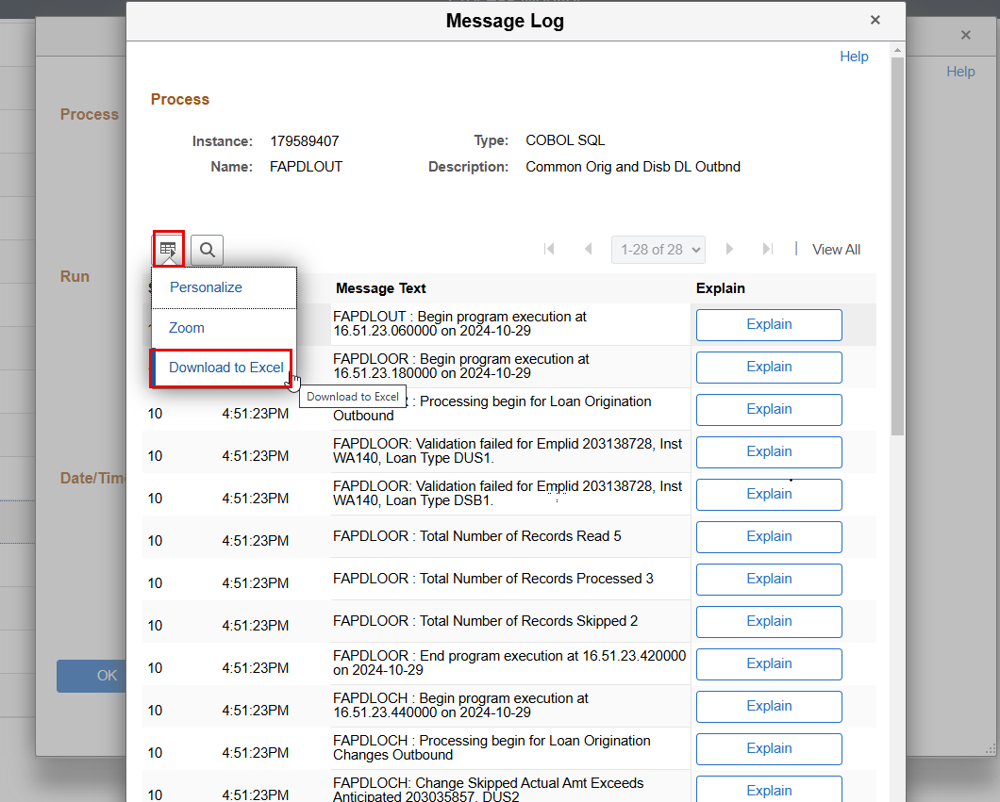 Message Log
×
×
Help
Help
Process
Process
Instance: 179589407 Type: COBOL SQL
Name: FAPDLOUT Description: Common Orig and Disb DL Outbnd
1-28 of 28 | View All
Run
Personalize
Zoom
Download to Excel
Download to Excel
Message Text Explain
FAPDLOUT : Begin program execution at
16.51.23.060000 on 2024-10-29
Explain
FAPDLOOR : Begin program execution at
16.51.23.180000 on 2024-10-29
Explain
10 4:51:23PM : Processing begin for Loan Origination
Outbound
Explain
10 4:51:23PM FAPDLOOR: Validation failed for Emplid 203138728, Inst
WA140, Loan Type DUS1.
Explain
Date/Time
10 4:51:23PM FAPDLOOR: Validation failed for Emplid 203138728, Inst
WA140, Loan Type DSB1.
Explain
10 4:51:23PM FAPDLOOR : Total Number of Records Read 5 Explain
10 4:51:23PM FAPDLOOR : Total Number of Records Processed 3 Explain
10 4:51:23PM FAPDLOOR : Total Number of Records Skipped 2 Explain
10 4:51:23PM FAPDLOOR : End program execution at 16.51.23.420000
on 2024-10-29
Explain
OK
10 4:51:23PM FAPDLOCH : Begin program execution at
16.51.23.440000 on 2024-10-29
Explain
10 4:51:23PM FAPDLOCH : Processing begin for Loan Origination
Changes Outbound
Explain
10 4:51:23PM FAPDLOCH: Change Skipped Actual Amt Exceeds
Anticipated 203035857, DUS2
Explain